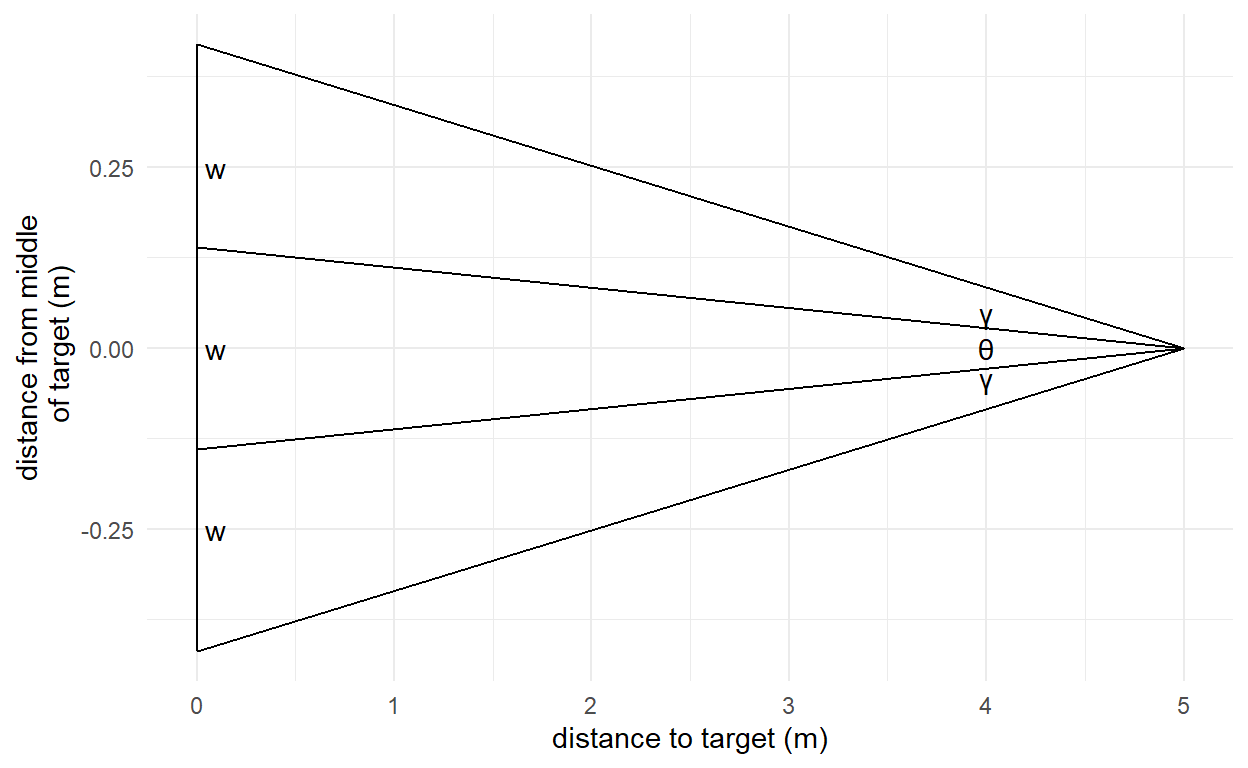 distance from middle
of target (m)
0.25
0.00
-0.25
w
w
w
γ
θ
γ
0
1
2
3
4
5
distance to target (m)